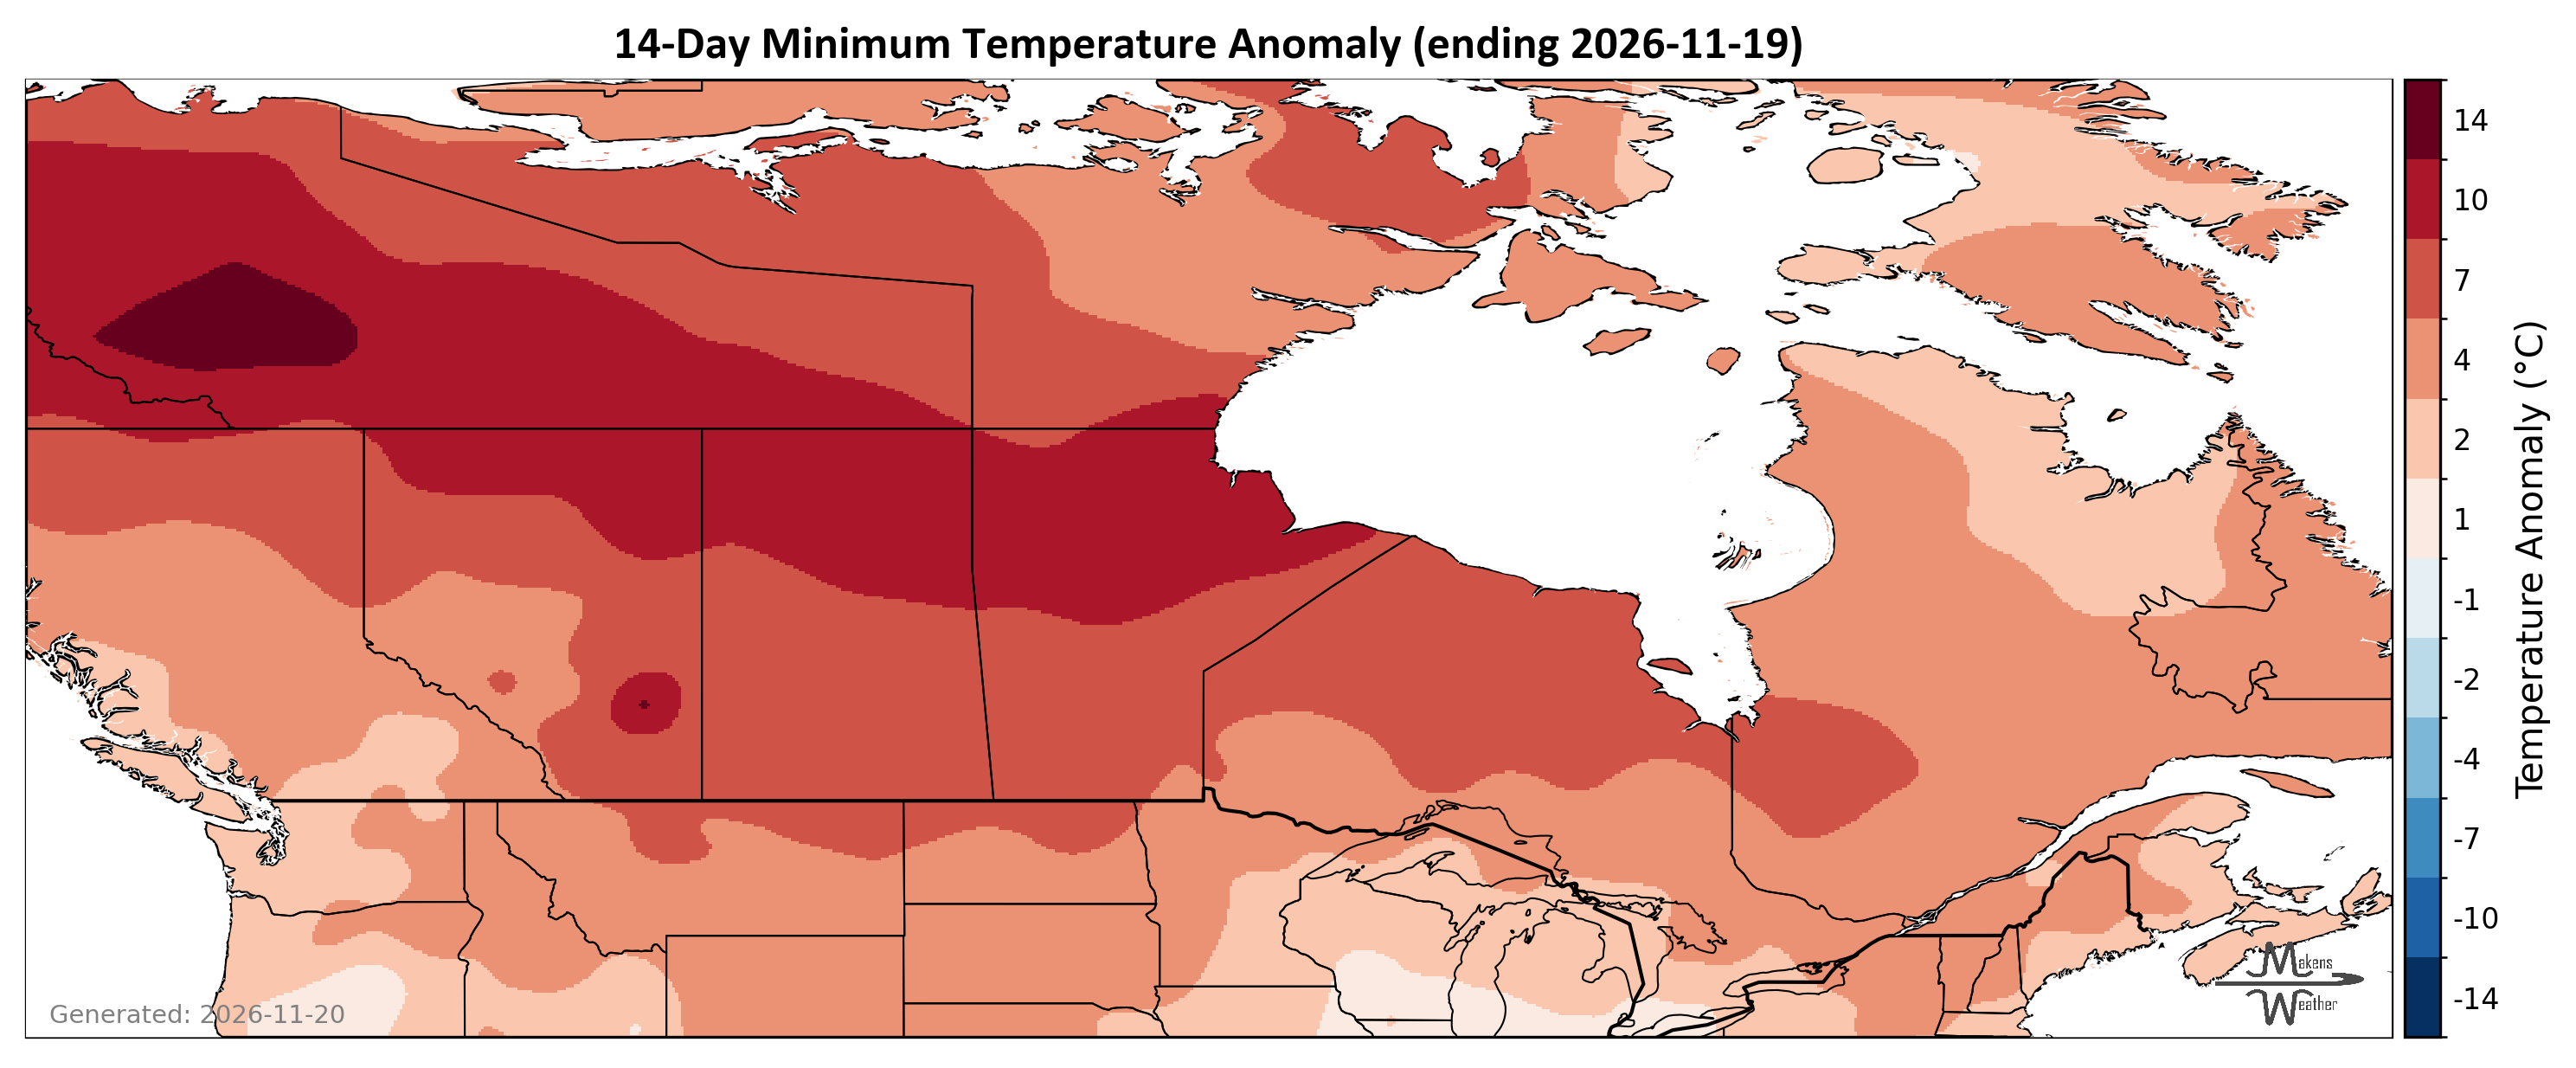 14-Day Minimum Temperature Anomaly (ending 2026-11-19)
14
10
7
4
2
1
-1
-2
-4
-7
-10
-14
Temperature Anomaly (°C)
Generated: 2026-11-20
Makens
Weather